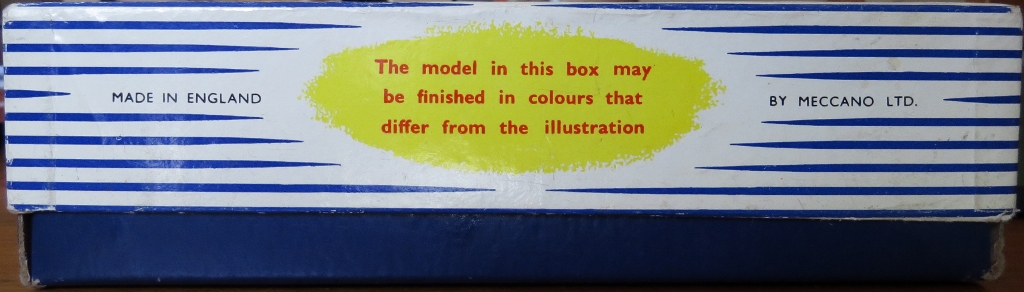 The model in this box may
be finished in colours that
differ from the illustration
MADE IN ENGLAND
BY MECCANO LTD.